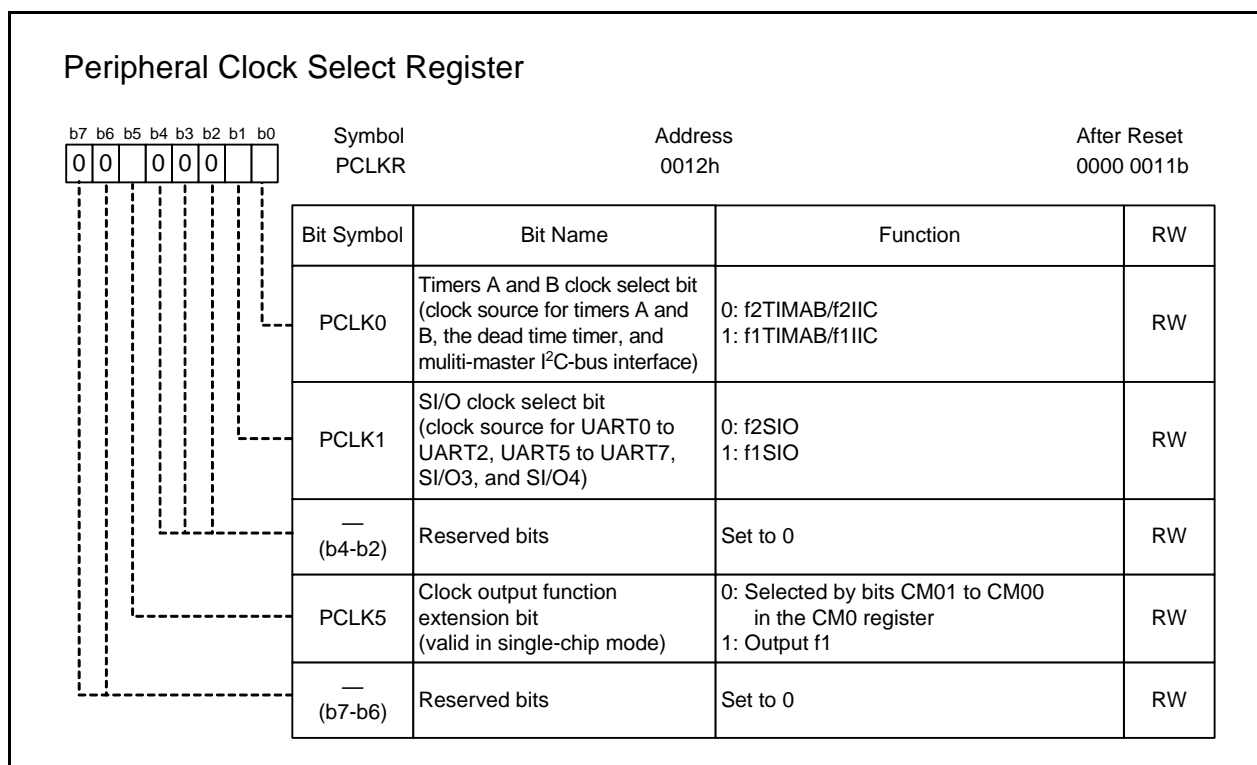 Peripheral Clock Select Register
b7 b6 b5 b4 b3 b2 b1 b0
0 0 0 0 0
Symbol Address After Reset
PCLKR 0012h 0000 0011b
Bit Symbol Bit Name Function RW
PCLK0
Timers A and B clock select bit
(clock source for timers A and
B, the dead time timer, and
muliti-master I²C-bus interface)
0: f2TIMAB/f2IIC
1: f1TIMAB/f1IIC
RW
PCLK1
SI/O clock select bit
(clock source for UART0 to
UART2, UART5 to UART7,
SI/O3, and SI/O4)
0: f2SIO
1: f1SIO
RW
—
(b4-b2)
Reserved bits
Set to 0
RW
PCLK5
Clock output function
extension bit
(valid in single-chip mode)
0: Selected by bits CM01 to CM00
in the CM0 register
1: Output f1
RW
—
(b7-b6)
Reserved bits
Set to 0
RW